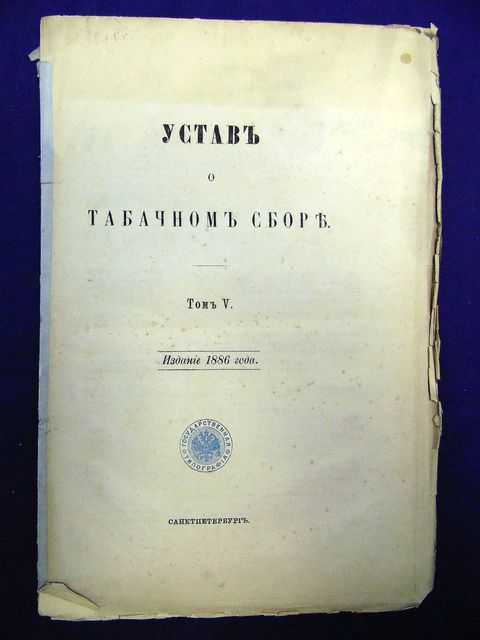 УСТАВЪ
О
ТАБАЧНОМЪ СБОРѢ.
Томъ V.
Изданіе 1886 года.
ГОСУДАРСТВЕННАЯ
ТИПОГРАФІЯ
САНКТПЕТЕРБУРГЪ.